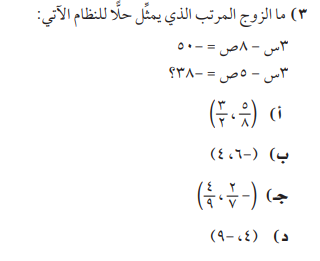 ٣) ما الزوج المرتب الذي يمثِّل حلًّا للنظام الآتي:
٣س − ٨ص = −٥٠
٣س − ٥ص = −٣٨؟
أ) (٥/٨ ، ٣/٢)
ب) (−٦، ٤)
جـ) (−٢/٧ ، ٤/٩)
د) (٤، −٩)